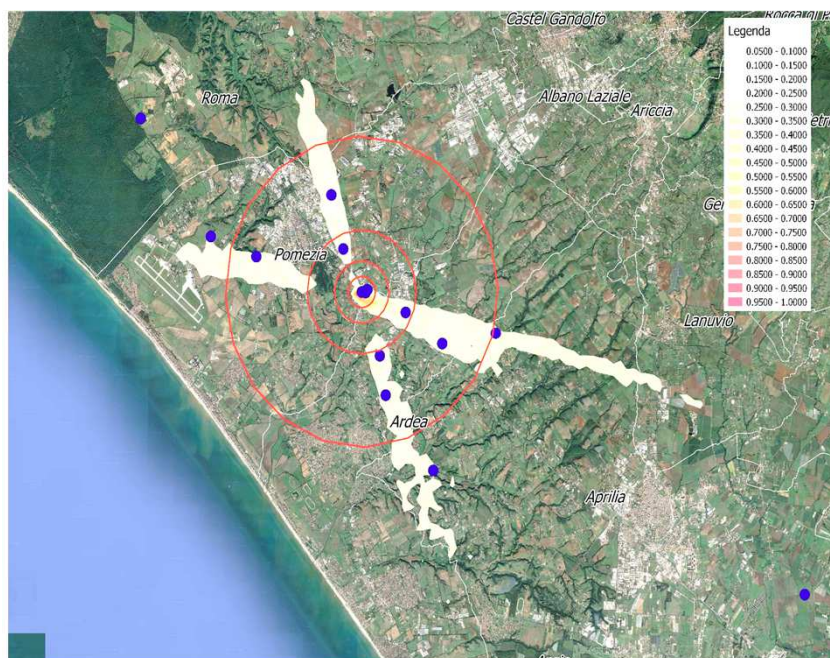 Castel Gandolfo
Rocca di P
Legenda
Roma
Albano Laziale
Ariccia
0.0500 - 0.1000
0.1000 - 0.1500
0.1500 - 0.2000
0.2000 - 0.2500
0.2500 - 0.3000
0.3000 - 0.3500
0.3500 - 0.4000
0.4000 - 0.4500
0.4500 - 0.5000
0.5000 - 0.5500
0.5500 - 0.6000
0.6000 - 0.6500
0.6500 - 0.7000
0.7000 - 0.7500
0.7500 - 0.8000
0.8000 - 0.8500
0.8500 - 0.9000
0.9000 - 0.9500
0.9500 - 1.0000
etri
Gen
a
Pomezia
Lanuvio
Ardea
Aprilia